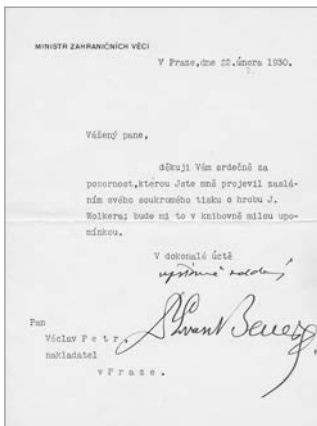 MINISTR ZAHRANIČNÍCH VĚCÍ
V Praze, dne 22. února 1930.
Vážený pane,
děkuji Vám srdečně za
pozornost, kterou Jste mně projevil zaslá-
ním svého soukromého tisku o hrobu J.
Wolkera; bude mi to v knihovně milou upo-
mínkou.
V dokonalé úctě
upřímně oddaný
Dr Edvard Beneš.
Pan
Václav P e t r,
nakladatel
v P r a z e .